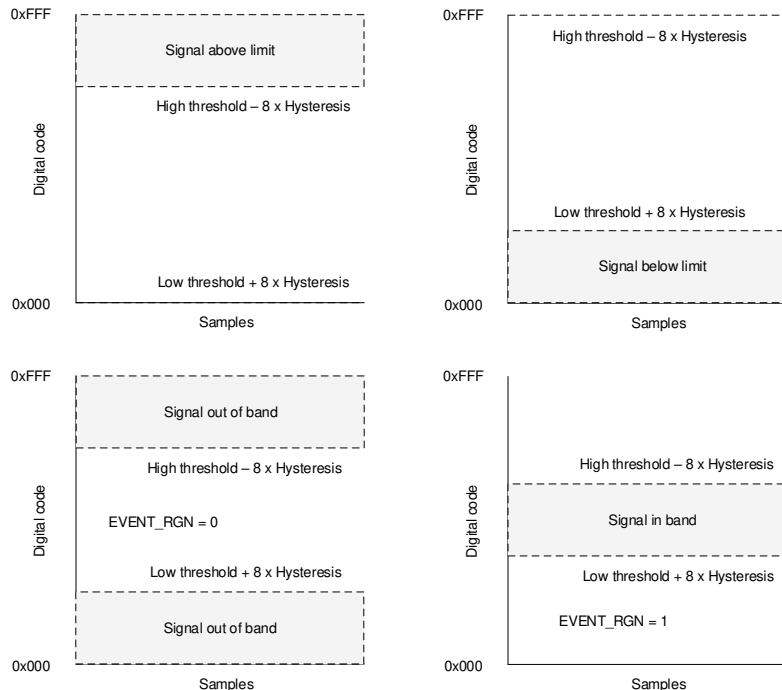 0xFFF
Signal above limit
High threshold – 8 x Hysteresis
Digital code
Low threshold + 8 x Hysteresis
0x000
Samples
0xFFF
High threshold – 8 x Hysteresis
Digital code
Low threshold + 8 x Hysteresis
Signal below limit
0x000
Samples
0xFFF
Signal out of band
High threshold – 8 x Hysteresis
Digital code
EVENT_RGN = 0
Low threshold + 8 x Hysteresis
Signal out of band
0x000
Samples
0xFFF
High threshold – 8 x Hysteresis
Digital code
Signal in band
Low threshold + 8 x Hysteresis
EVENT_RGN = 1
0x000
Samples